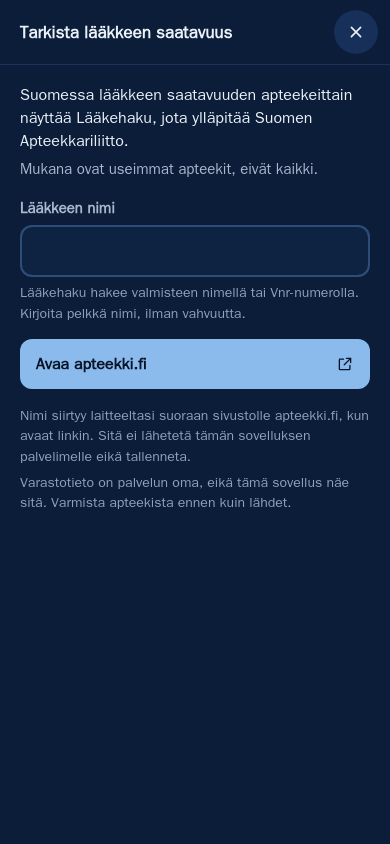 Tarkista lääkkeen saatavuus
Suomessa lääkkeen saatavuuden apteekeittain
näyttää Lääkehaku, jota ylläpitää Suomen
Apteekkariliitto.
Mukana ovat useimmat apteekit, eivät kaikki.
Lääkkeen nimi
Lääkehaku hakee valmisteen nimellä tai Vnr-numerolla.
Kirjoita pelkkä nimi, ilman vahvuutta.
Avaa apteekki.fi
Nimi siirtyy laitteeltasi suoraan sivustolle apteekki.fi, kun
avaat linkin. Sitä ei lähetetä tämän sovelluksen
palvelimelle eikä tallenneta.
Varastotieto on palvelun oma, eikä tämä sovellus näe
sitä. Varmista apteekista ennen kuin lähdet.